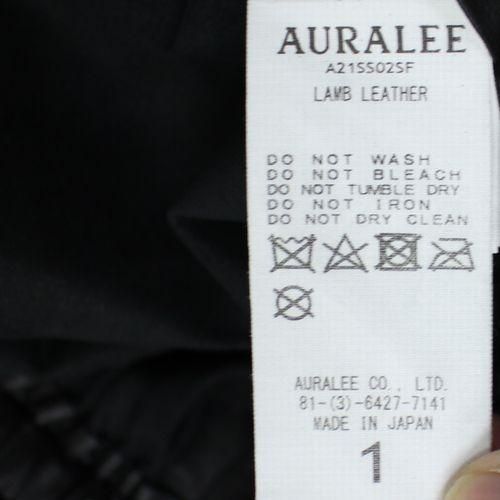 AURALEE
A21SS02SF
LAMB LEATHER
DO NOT WASH
DO NOT BLEACH
DO NOT TUMBLE DRY
DO NOT IRON
DO NOT DRY CLEAN
AURALEE CO., LTD.
81-(3)-6427-7141
MADE IN JAPAN
1